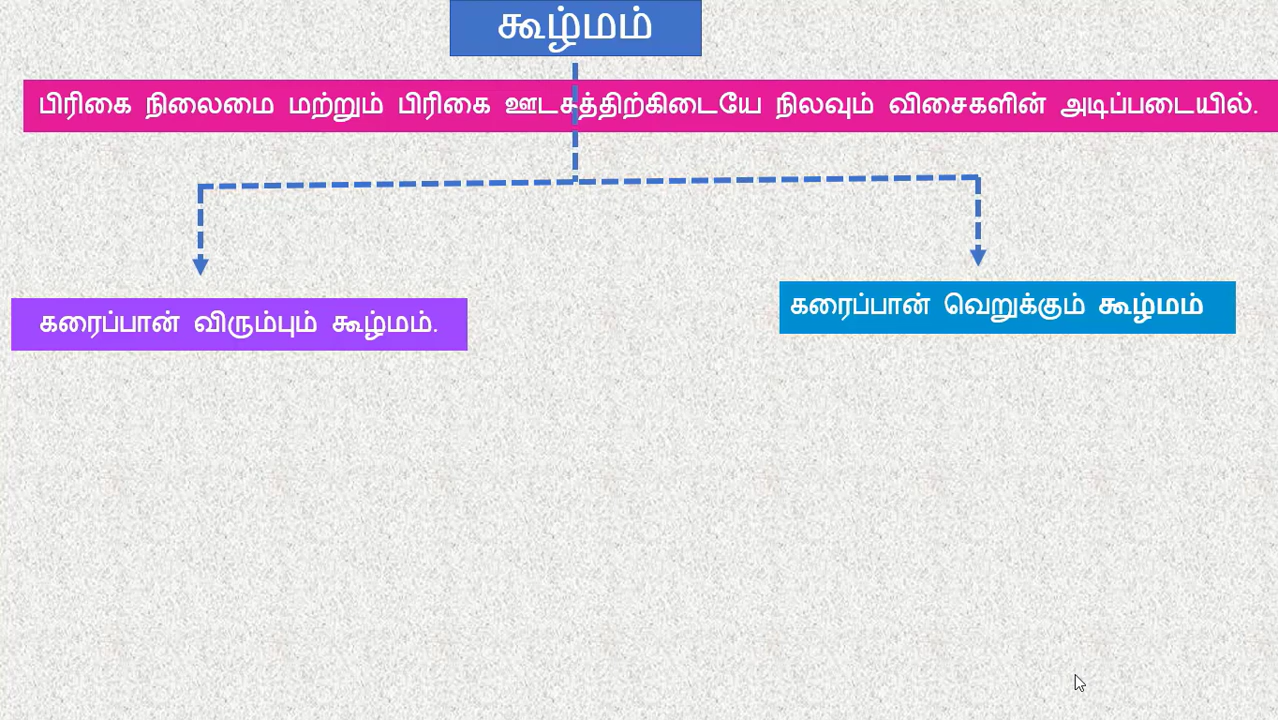 கூழ்மம்
பிரிகை நிலைமை மற்றும் பிரிகை ஊடகத்திற்கிடையே நிலவும் விசைகளின் அடிப்படையில்.
கரைப்பான் விரும்பும் கூழ்மம்.
கரைப்பான் வெறுக்கும் கூழ்மம்